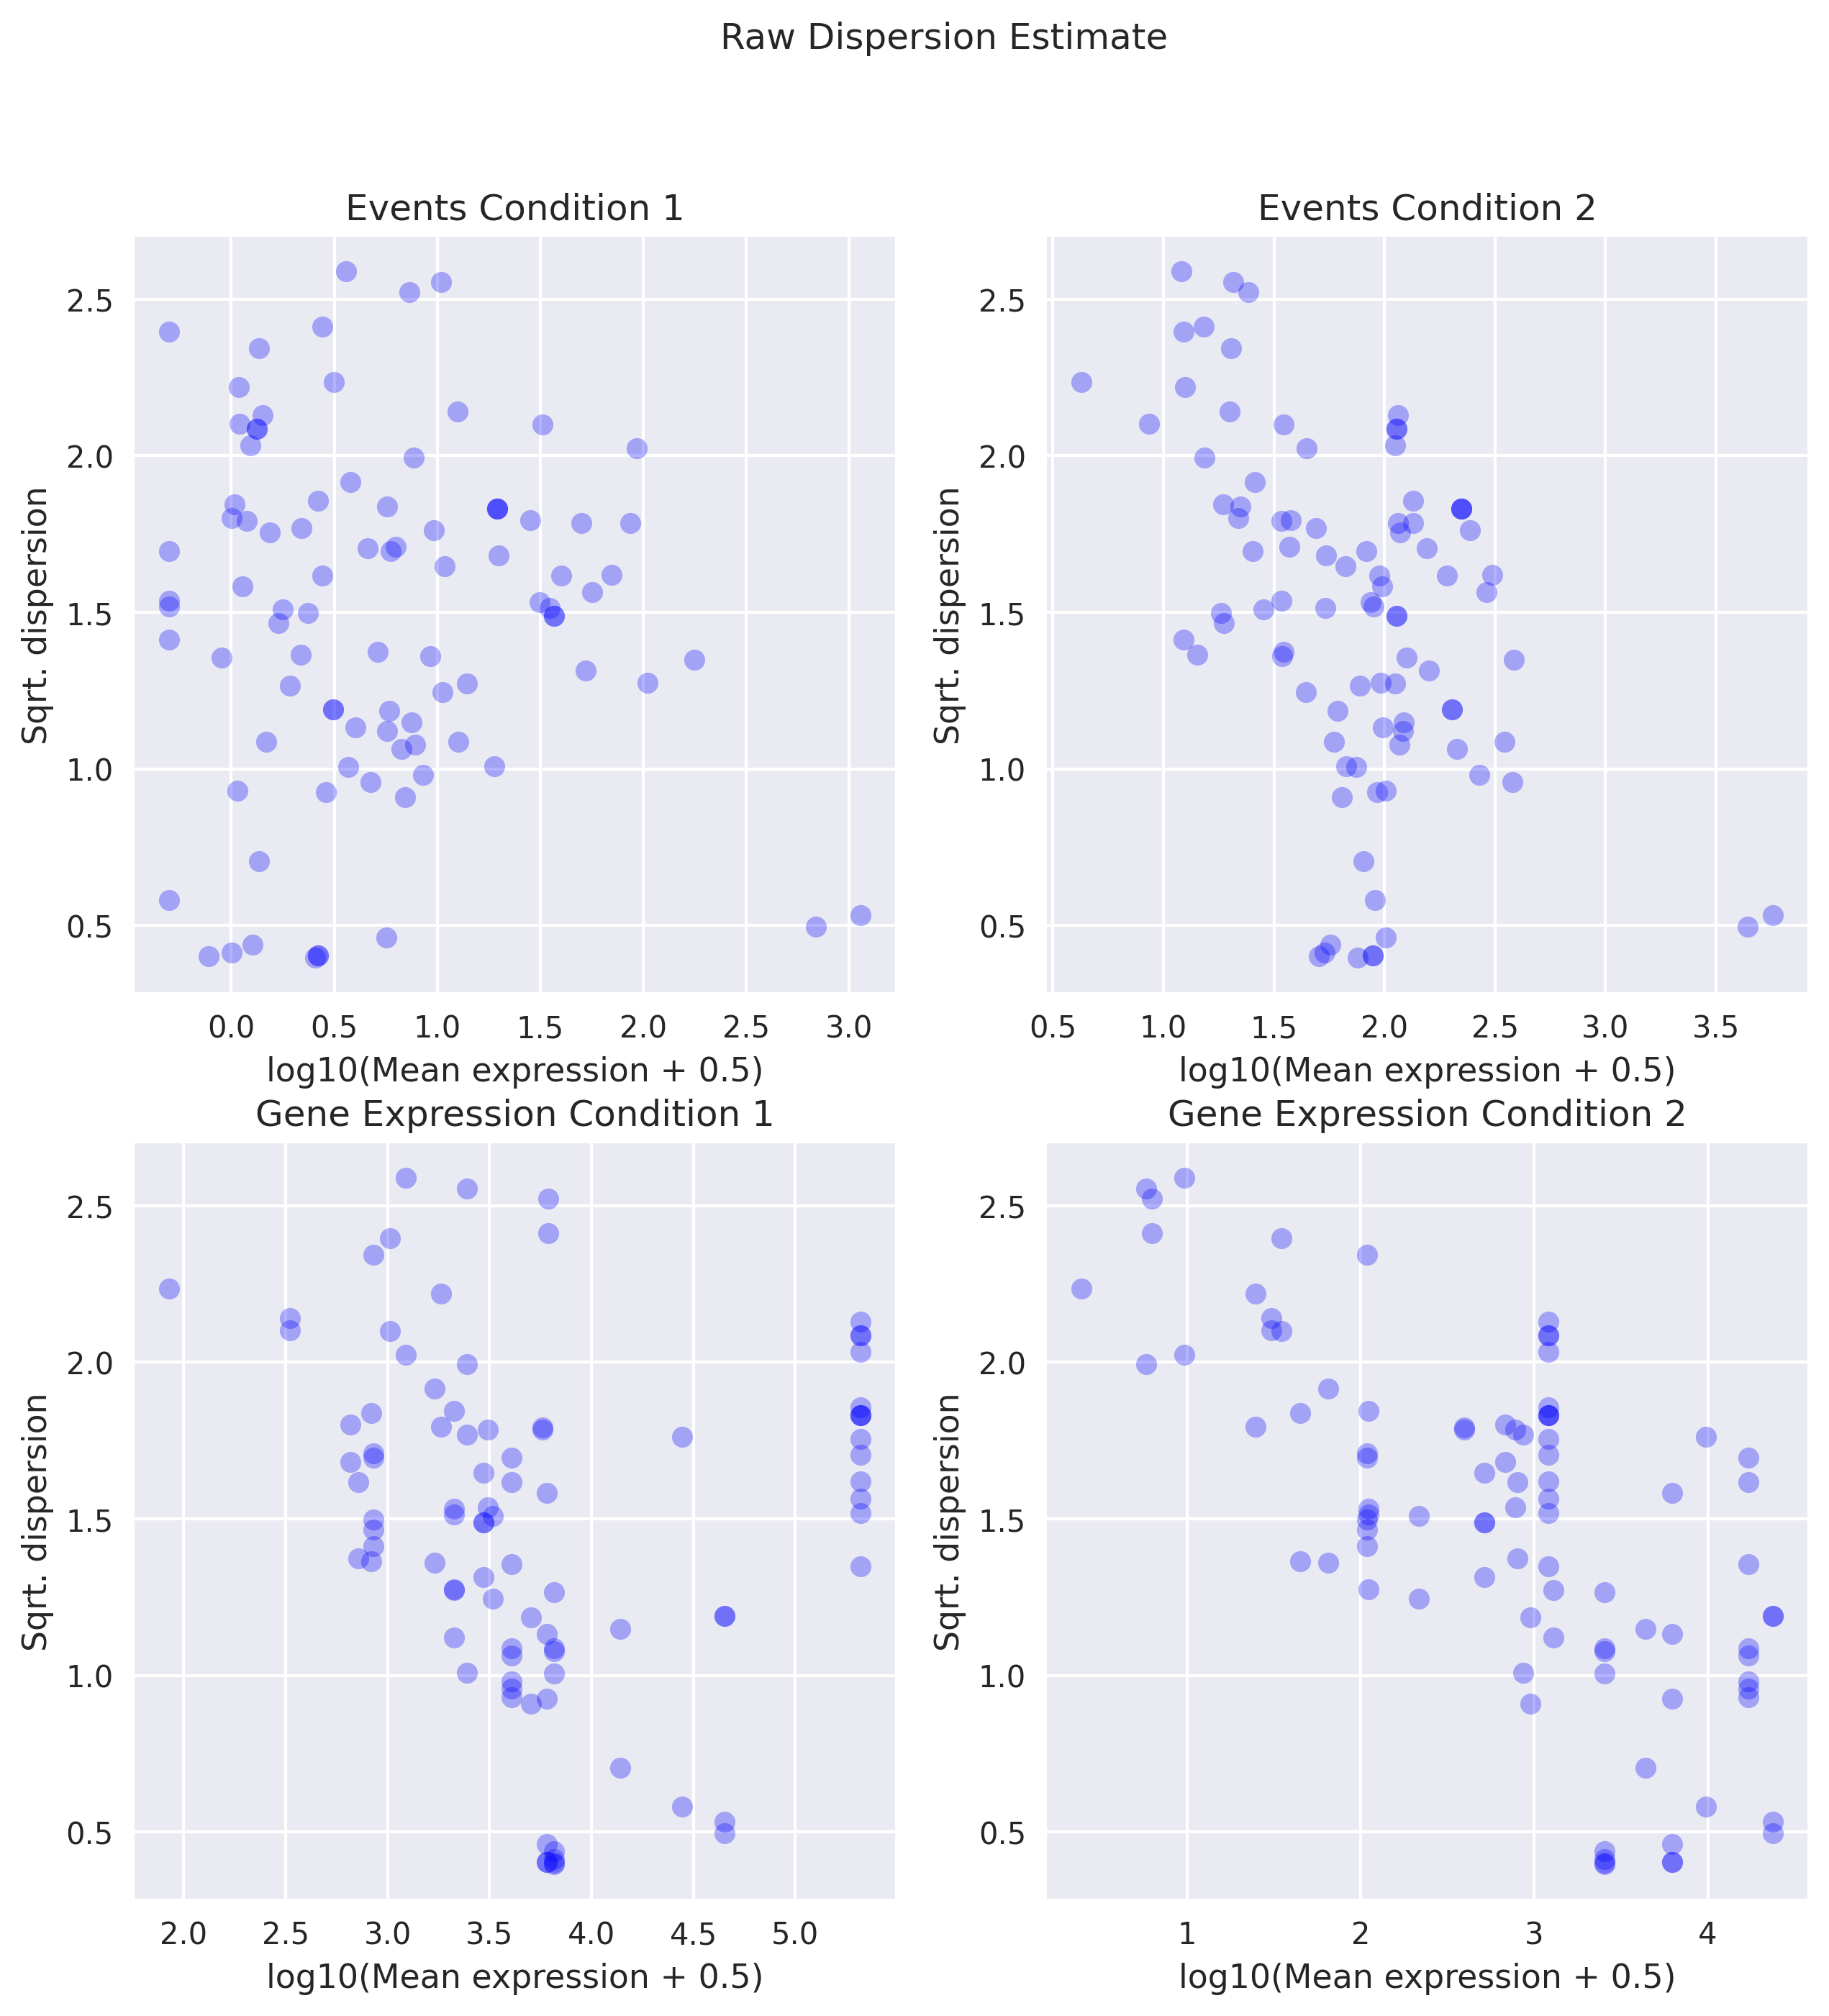 Raw Dispersion Estimate
Events Condition 1
Sqrt. dispersion
2.5
2.0
1.5
1.0
0.5
0.0 0.5 1.0 1.5 2.0 2.5 3.0
log10(Mean expression + 0.5)
Events Condition 2
Sqrt. dispersion
2.5
2.0
1.5
1.0
0.5
0.5 1.0 1.5 2.0 2.5 3.0 3.5
log10(Mean expression + 0.5)
Gene Expression Condition 1
Sqrt. dispersion
2.5
2.0
1.5
1.0
0.5
2.0 2.5 3.0 3.5 4.0 4.5 5.0
log10(Mean expression + 0.5)
Gene Expression Condition 2
Sqrt. dispersion
2.5
2.0
1.5
1.0
0.5
1 2 3 4
log10(Mean expression + 0.5)